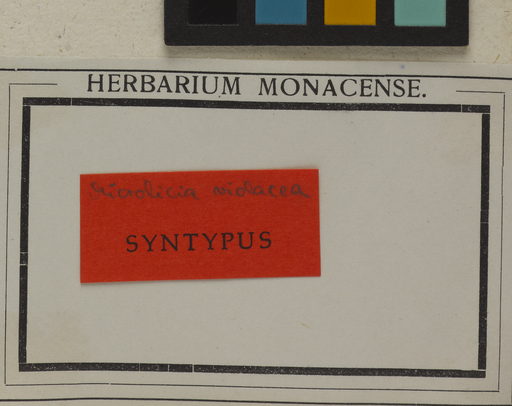 HERBARIUM MONACENSE.
Microlicia violacea
SYNTYPUS